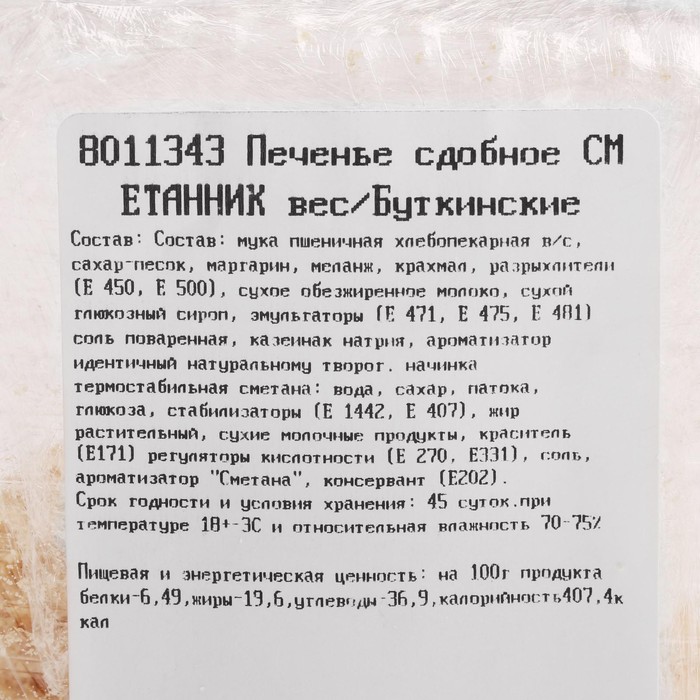 8011343 Печенье сдобное СМ
ЕТАННИК вес/Буткинские
Состав: Состав: мука пшеничная хлебопекарная в/с,
сахар-песок, маргарин, меланж, крахмал, разрыхлители
(Е 450, Е 500), сухое обезжиренное молоко, сухой
глюкозный сироп, эмульгаторы (Е 471, Е 475, Е 481)
соль поваренная, казеинак натрия, ароматизатор
идентичный натуральному творог. начинка
термостабильная сметана: вода, сахар, патока,
глюкоза, стабилизаторы (Е 1442, Е 407), жир
растительный, сухие молочные продукты, краситель
(Е171) регуляторы кислотности (Е 270, Е331), соль,
ароматизатор "Сметана", консервант (Е202).
Срок годности и условия хранения: 45 суток.при
температуре 18+-3С и относительная влажность 70-75%
Пищевая и энергетическая ценность: на 100г продукта
белки-6,49,жиры-19,6,углеводы-36,9,калорийность407,4к
кал